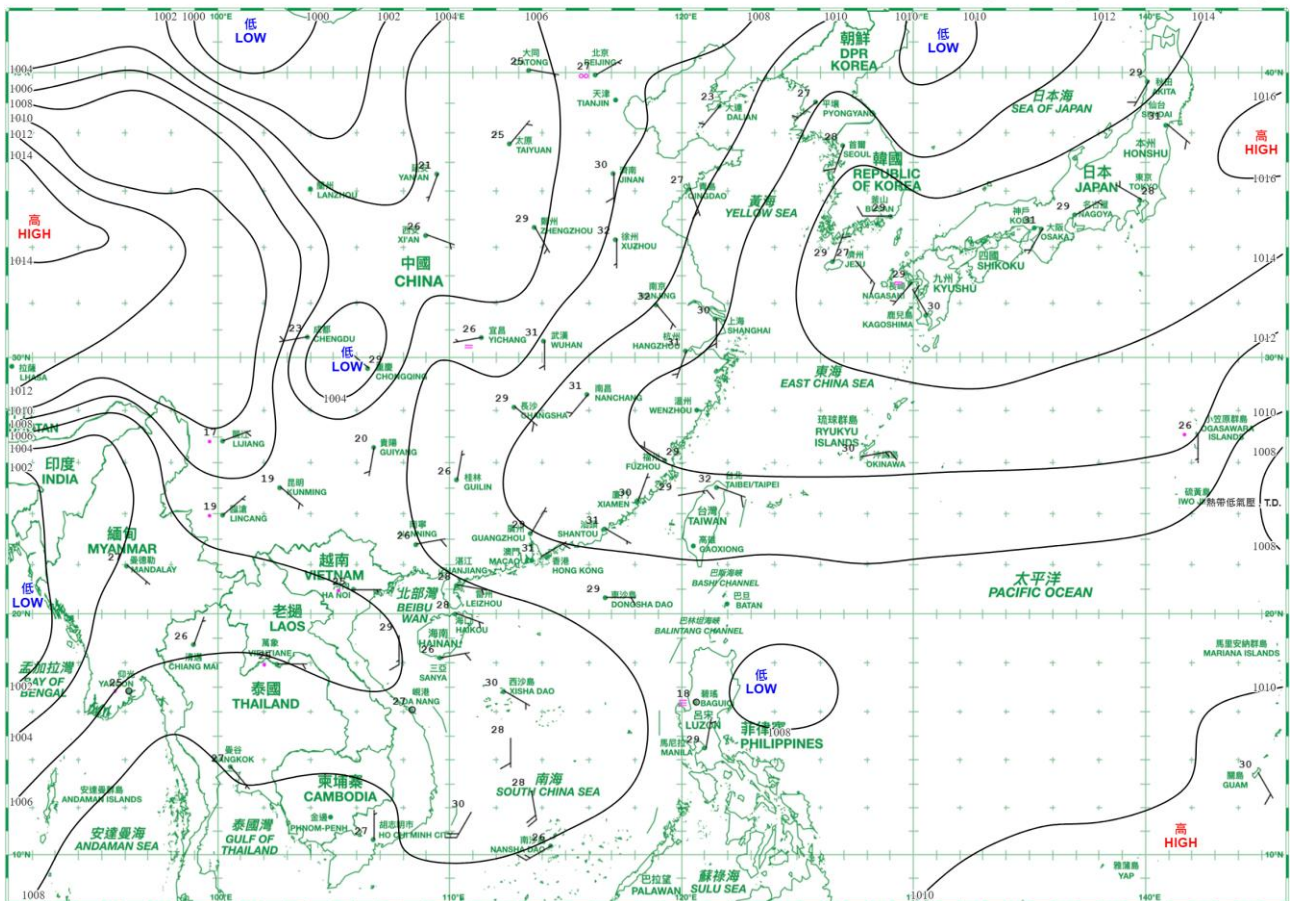 1002 1000 100°E 1000 1002 1004 1006 120°E 1008 1010 1010 1010 1012 140°E 1014
低
LOW
低
LOW
朝鮮
DPR
KOREA
大同
DATONG
25
北京
BEIJING
27
∞
天津
TIANJIN
23
大連
DALIAN
27
平壤
PYONGYANG
日本海
SEA OF JAPAN
29
秋田
AKITA
仙台
SENDAI
31
1016
1004
1006
1008
1010
1012
1014
40°N
25
太原
TAIYUAN
28
首爾
SEOUL
韓國
REPUBLIC
OF KOREA
本州
HONSHU
高
HIGH
21
延安
YAN'AN
蘭州
LANZHOU
30
濟南
JINAN
27
青島
QINGDAO
黃海
YELLOW SEA
29
釜山
BUSAN
日本
JAPAN
東京
TOKYO
28
1016
高
HIGH
1014
26
西安
XI'AN
29
鄭州
ZHENGZHOU
32
徐州
XUZHOU
中國
CHINA
29
27
濟州
JEJU
神戶
KOBE
31
大阪
OSAKA
29
名古屋
NAGOYA
四國
SHIKOKU
1014
29
長崎
NAGASAKI
九州
KYUSHU
30
鹿兒島
KAGOSHIMA
南京
NANJING
32
30
上海
SHANGHAI
23
成都
CHENGDU
26
宜昌
YICHANG
31
武漢
WUHAN
杭州
HANGZHOU
31
1012
拉薩
LHASA
30°N
低
LOW
重慶
CHONGQING
1004
東海
EAST CHINA SEA
30°N
1012
1010
1008
1006
1004
1002
29
長沙
CHANGSHA
31
南昌
NANCHANG
溫州
WENZHOU
琉球群島
RYUKYU
ISLANDS
1010
26
小笠原群島
OGASAWARA
ISLANDS
17
麗江
LIJIANG
20
貴陽
GUIYANG
30
沖繩島
OKINAWA
1008
印度
INDIA
19
昆明
KUNMING
26
桂林
GUILIN
福州
FUZHOU
29
32
台北
TAIBEI/TAIPEI
29
硫黃島
IWO JIMA
熱帶低氣壓 T.D.
19
臨滄
LINCANG
30
廈門
XIAMEN
台灣
TAIWAN
緬甸
MYANMAR
曼德勒
MANDALAY
越南
VIETNAM
南寧
NANNING
26
廣州
GUANGZHOU
31
汕頭
SHANTOU
高雄
GAOXIONG
1008
澳門
MACAO
31
香港
HONG KONG
湛江
ZHANJIANG
巴斯海峽
BASHI CHANNEL
太平洋
PACIFIC OCEAN
低
LOW
HA NOI
北部灣
BEIBU
WAN
LEIZHOU
29
東沙島
DONGSHA DAO
巴旦
BATAN
20°N
老撾
LAOS
28
海口
HAIKOU
巴林坦海峽
BALINTANG CHANNEL
20°N
26
清邁
CHIANG MAI
萬象
VIENTIANE
29
海南
HAINAN
26
三亞
SANYA
馬里安納群島
MARIANA ISLANDS
孟加拉灣
BAY OF
BENGAL
1002
仰光
YANGON
25
泰國
THAILAND
峴港
DA NANG
27
30
西沙島
XISHA DAO
18
碧瑤
BAGUIO
低
LOW
1010
呂宋
LUZON
1008
1004
馬尼拉
MANILA
29
菲律賓
PHILIPPINES
28
27
曼谷
BANGKOK
1006
安達曼群島
ANDAMAN ISLANDS
柬埔寨
CAMBODIA
28
南海
SOUTH CHINA SEA
30
關島
GUAM
金邊
PHNOM-PENH
27
胡志明市
HO CHI MINH CITY
30
安達曼海
ANDAMAN SEA
泰國灣
GULF OF
THAILAND
26
南沙島
NANSHA DAO
高
HIGH
10°N
10°N
雅蒲島
YAP
巴拉望
PALAWAN
蘇祿海
SULU SEA
1008
100°E
110°E
120°E
1010
140°E